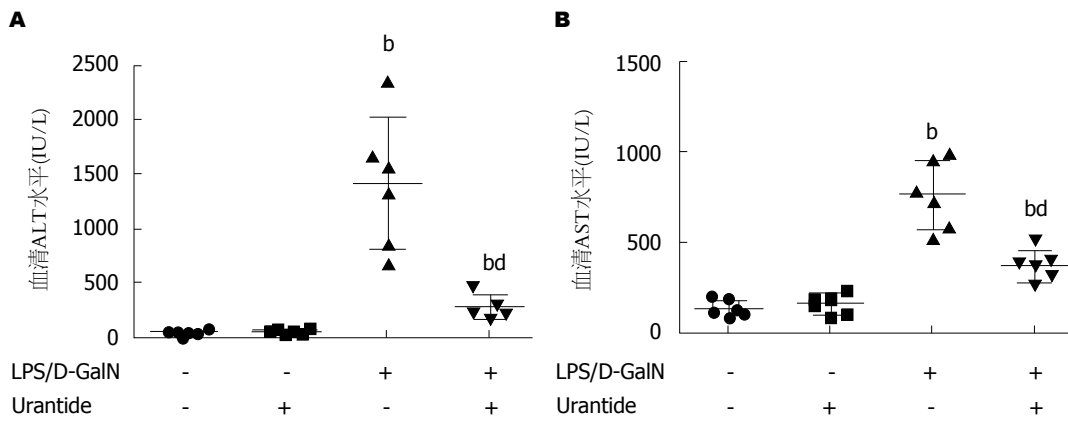 A
血清ALT水平(IU/L)
2500
2000
1500
1000
500
0
b
bd
LPS/D-GalN - - + +
Urantide - + - +
B
血清AST水平(IU/L)
1500
1000
500
0
b
bd
LPS/D-GalN - - + +
Urantide - + - +